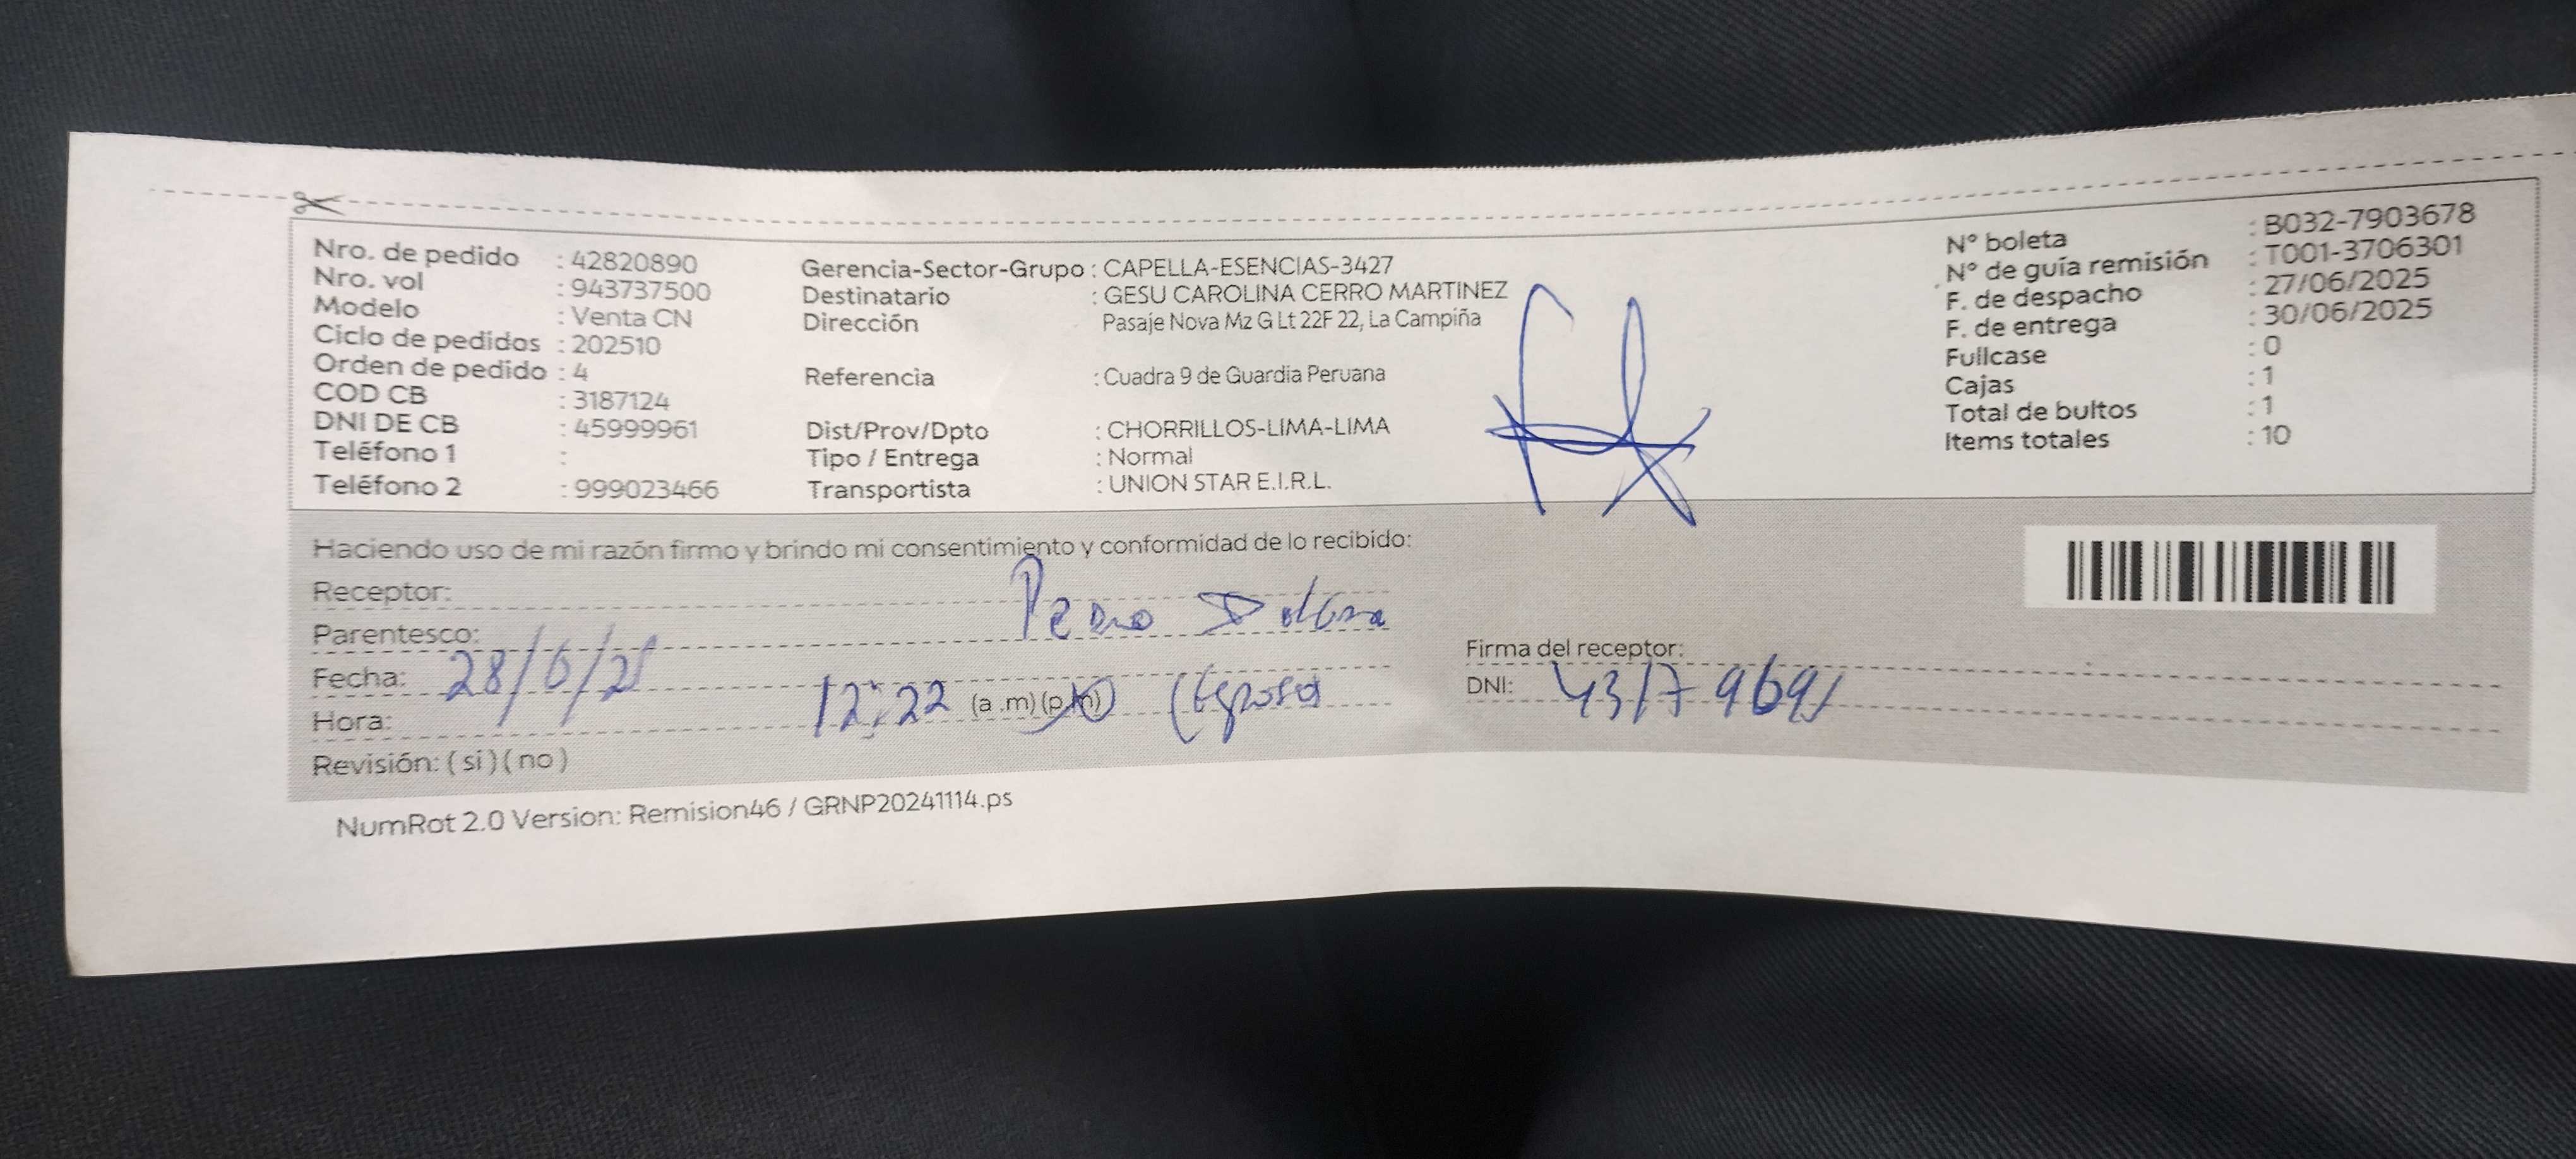 Nro. de pedido : 42820890
Nro. vol : 943737500
Modelo : Venta CN
Ciclo de pedidos : 202510
Orden de pedido : 4
COD CB : 3187124
DNI DE CB : 45999961
Teléfono 1 :
Teléfono 2 : 999023466
Gerencia-Sector-Grupo : CAPELLA-ESENCIAS-3427
Destinatario : GESU CAROLINA CERRO MARTINEZ
Dirección Pasaje Nova Mz G Lt 22F 22, La Campiña
Referencia : Cuadra 9 de Guardia Peruana
Dist/Prov/Dpto : CHORRILLOS-LIMA-LIMA
Tipo / Entrega : Normal
Transportista : UNION STAR E.I.R.L.
N° boleta : B032-7903678
N° de guía remisión : T001-3706301
F. de despacho : 27/06/2025
F. de entrega : 30/06/2025
Fullcase : 0
Cajas : 1
Total de bultos : 1
Items totales : 10
Haciendo uso de mi razón firmo y brindo mi consentimiento y conformidad de lo recibido:
Receptor: Pedro
Parentesco:
Fecha: 28/6/25
Hora: 12:22 (a .m) (p.m) (Esposo)
Revisión: ( si ) ( no )
Firma del receptor:
DNI: 43179691
NumRot 2.0 Version: Remision46 / GRNP20241114.ps